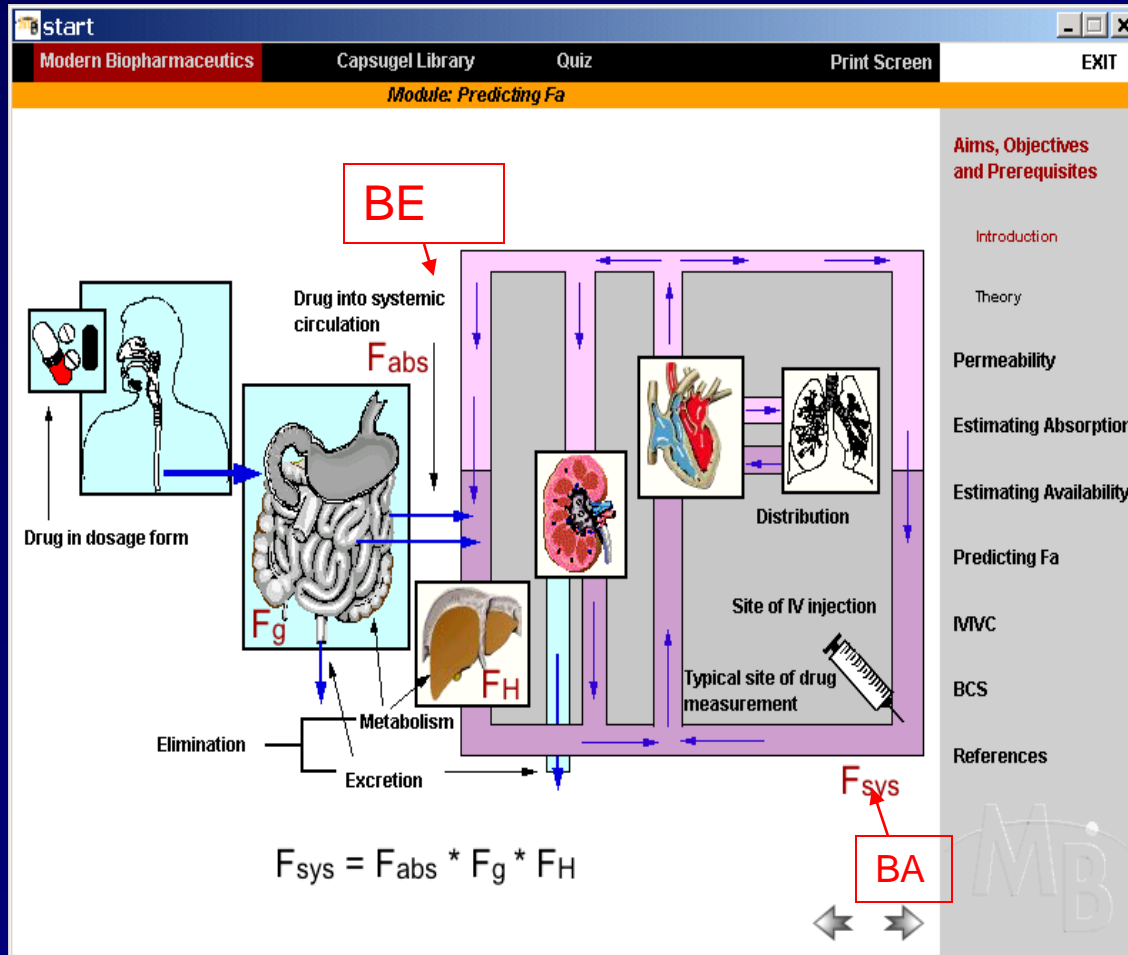 start
Modern Biopharmaceutics
Capsugel Library
Quiz
Print Screen
EXIT
Module: Predicting Fa
Aims, Objectives
and Prerequisites
Introduction
Theory
Permeability
Estimating Absorption
Estimating Availability
Predicting Fa
IVIVC
BCS
References
BE
Drug into systemic
circulation
Fabs
Drug in dosage form
Fg
FH
Metabolism
Elimination
Excretion
Distribution
Site of IV injection
Typical site of drug
measurement
Fsys
BA
Fsys = Fabs * Fg * FH
MB